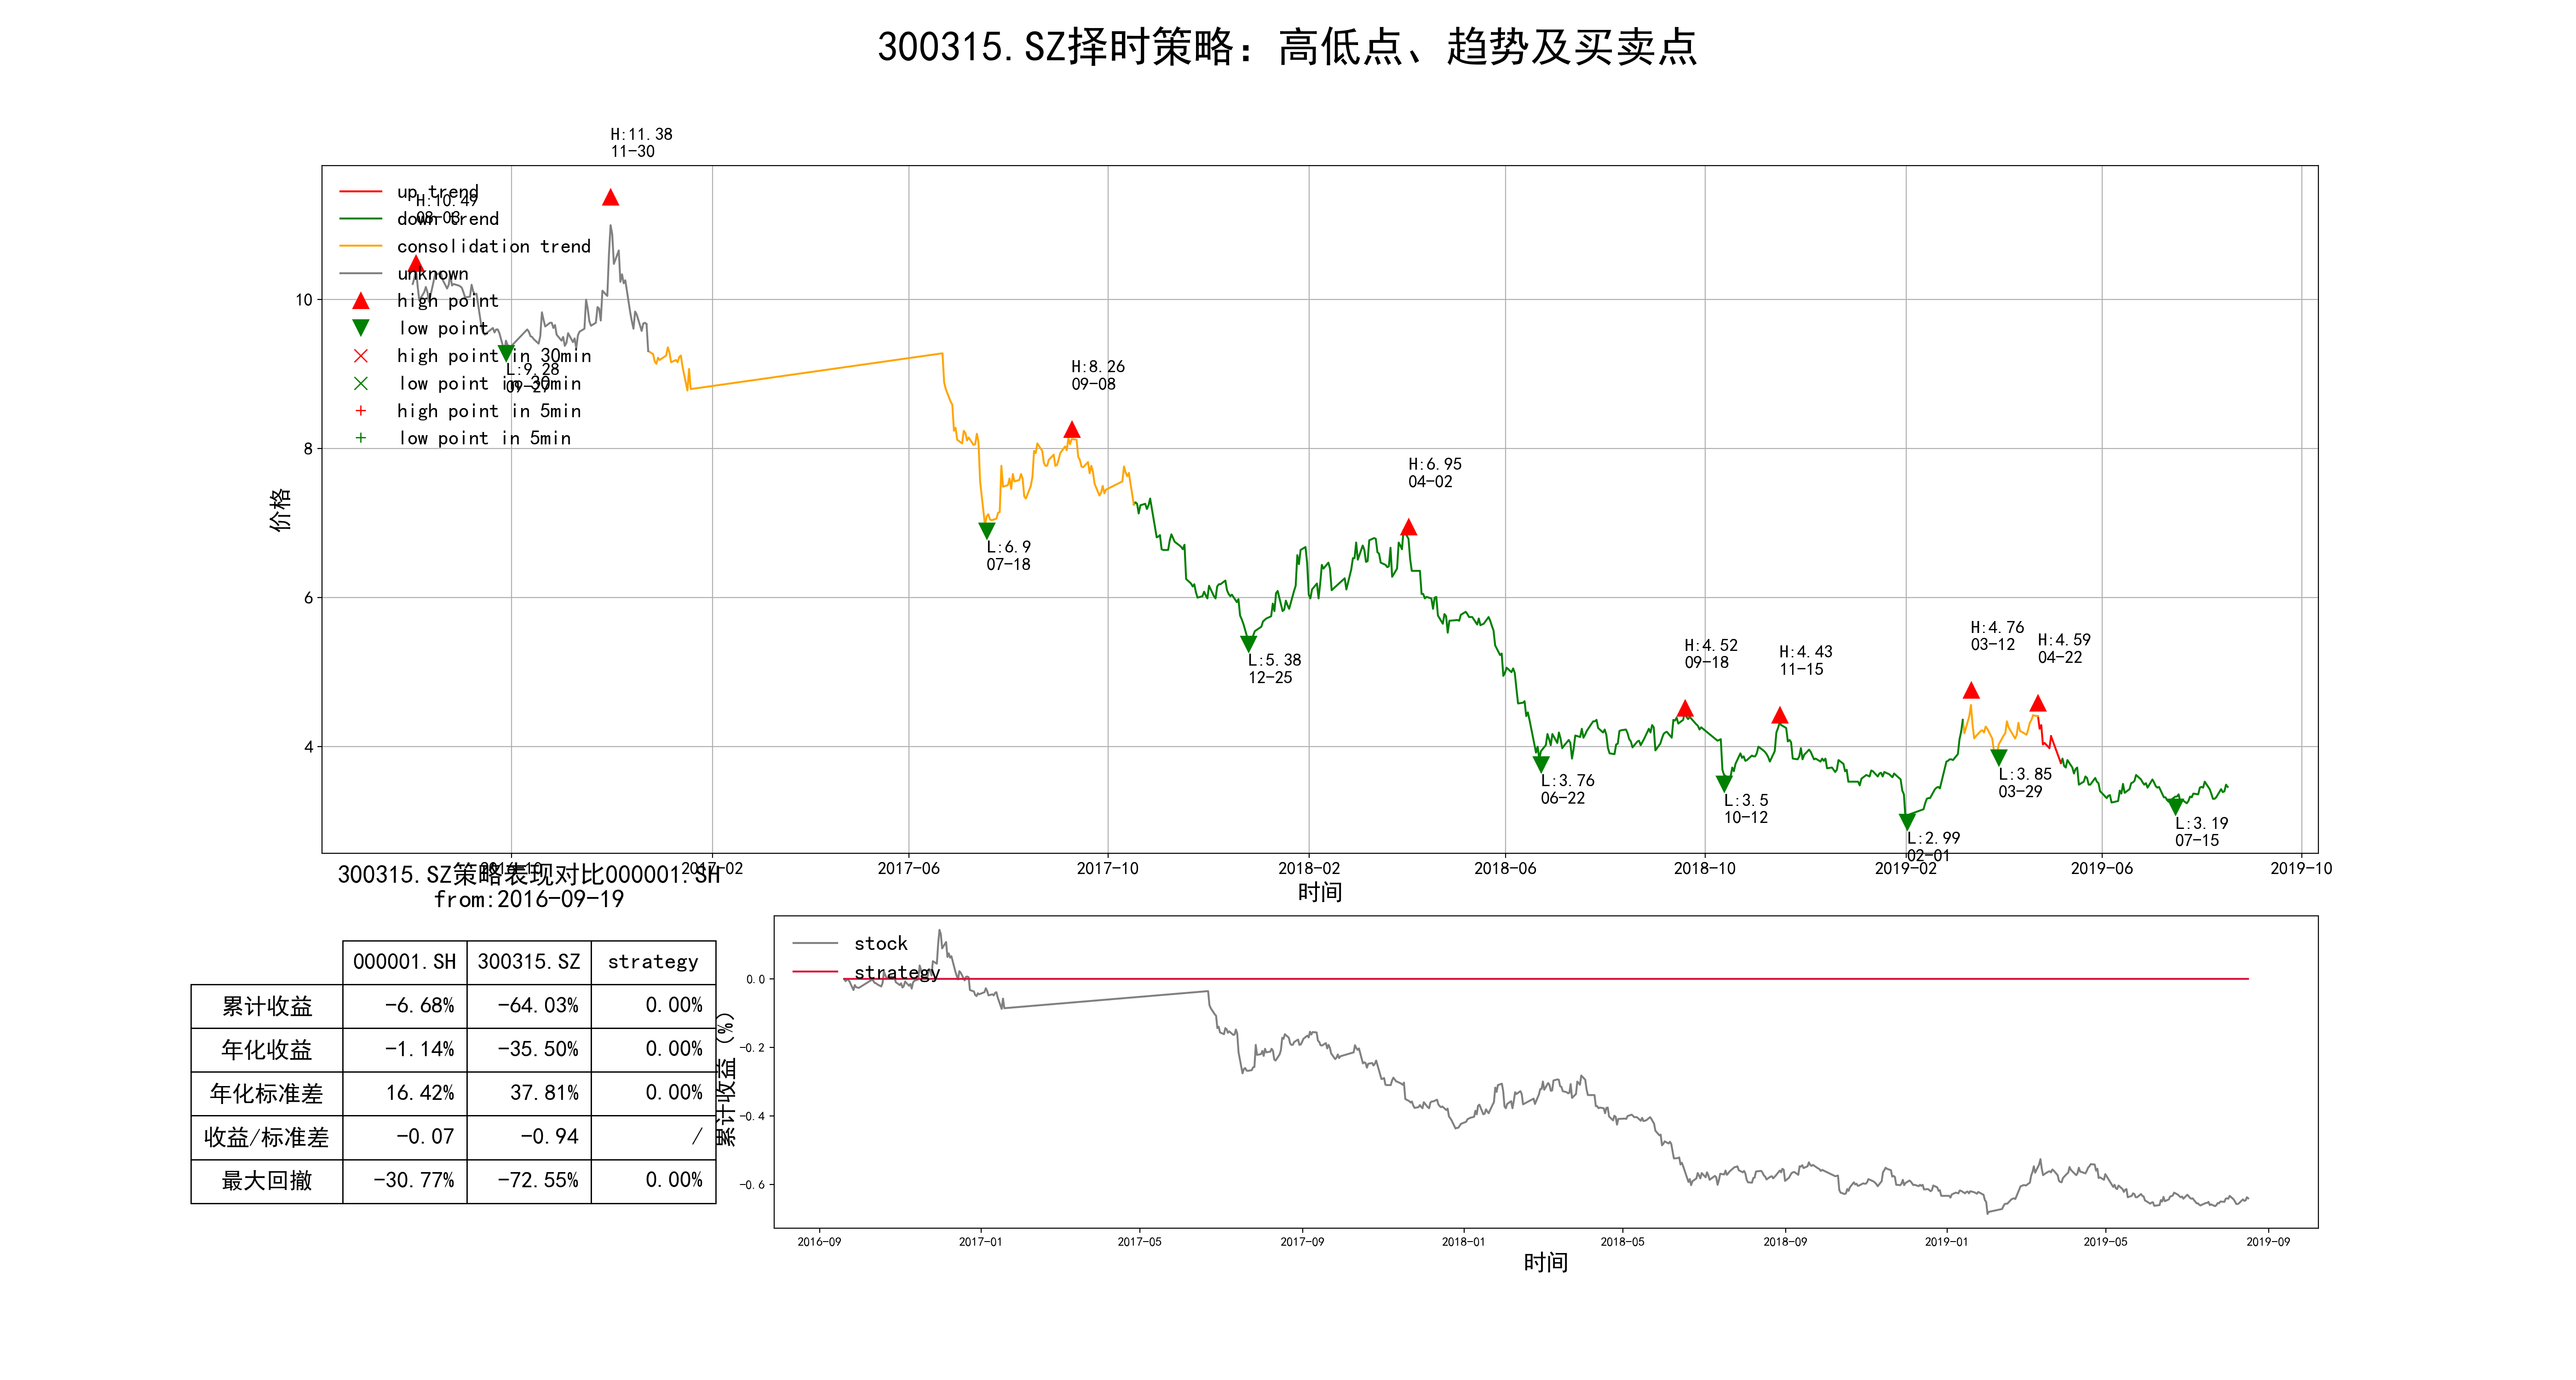 300315.SZ择时策略：高低点、趋势及买卖点
H:11.38
11-30
up trend
H:10.49
08-03
down trend
consolidation trend
unknown
high point
low point
high point in 30min
L:9.28
09-27
low point in 30min
high point in 5min
low point in 5min
H:8.26
09-08
L:6.9
07-18
H:6.95
04-02
L:5.38
12-25
H:4.52
09-18
H:4.43
11-15
H:4.76
03-12
H:4.59
04-22
L:3.76
06-22
L:3.5
10-12
L:3.85
03-29
L:2.99
02-01
L:3.19
07-15
价格
10
8
6
4
2016-10
2017-02
2017-06
2017-10
2018-02
2018-06
2018-10
2019-02
2019-06
2019-10
时间
300315.SZ策略表现对比000001.SH
from:2016-09-19
000001.SH 300315.SZ strategy
累计收益 -6.68% -64.03% 0.00%
年化收益 -1.14% -35.50% 0.00%
年化标准差 16.42% 37.81% 0.00%
收益/标准差 -0.07 -0.94 /
最大回撤 -30.77% -72.55% 0.00%
累计收益（%）
stock
strategy
0.0
-0.2
-0.4
-0.6
2016-09
2017-01
2017-05
2017-09
2018-01
2018-05
2018-09
2019-01
2019-05
2019-09
时间